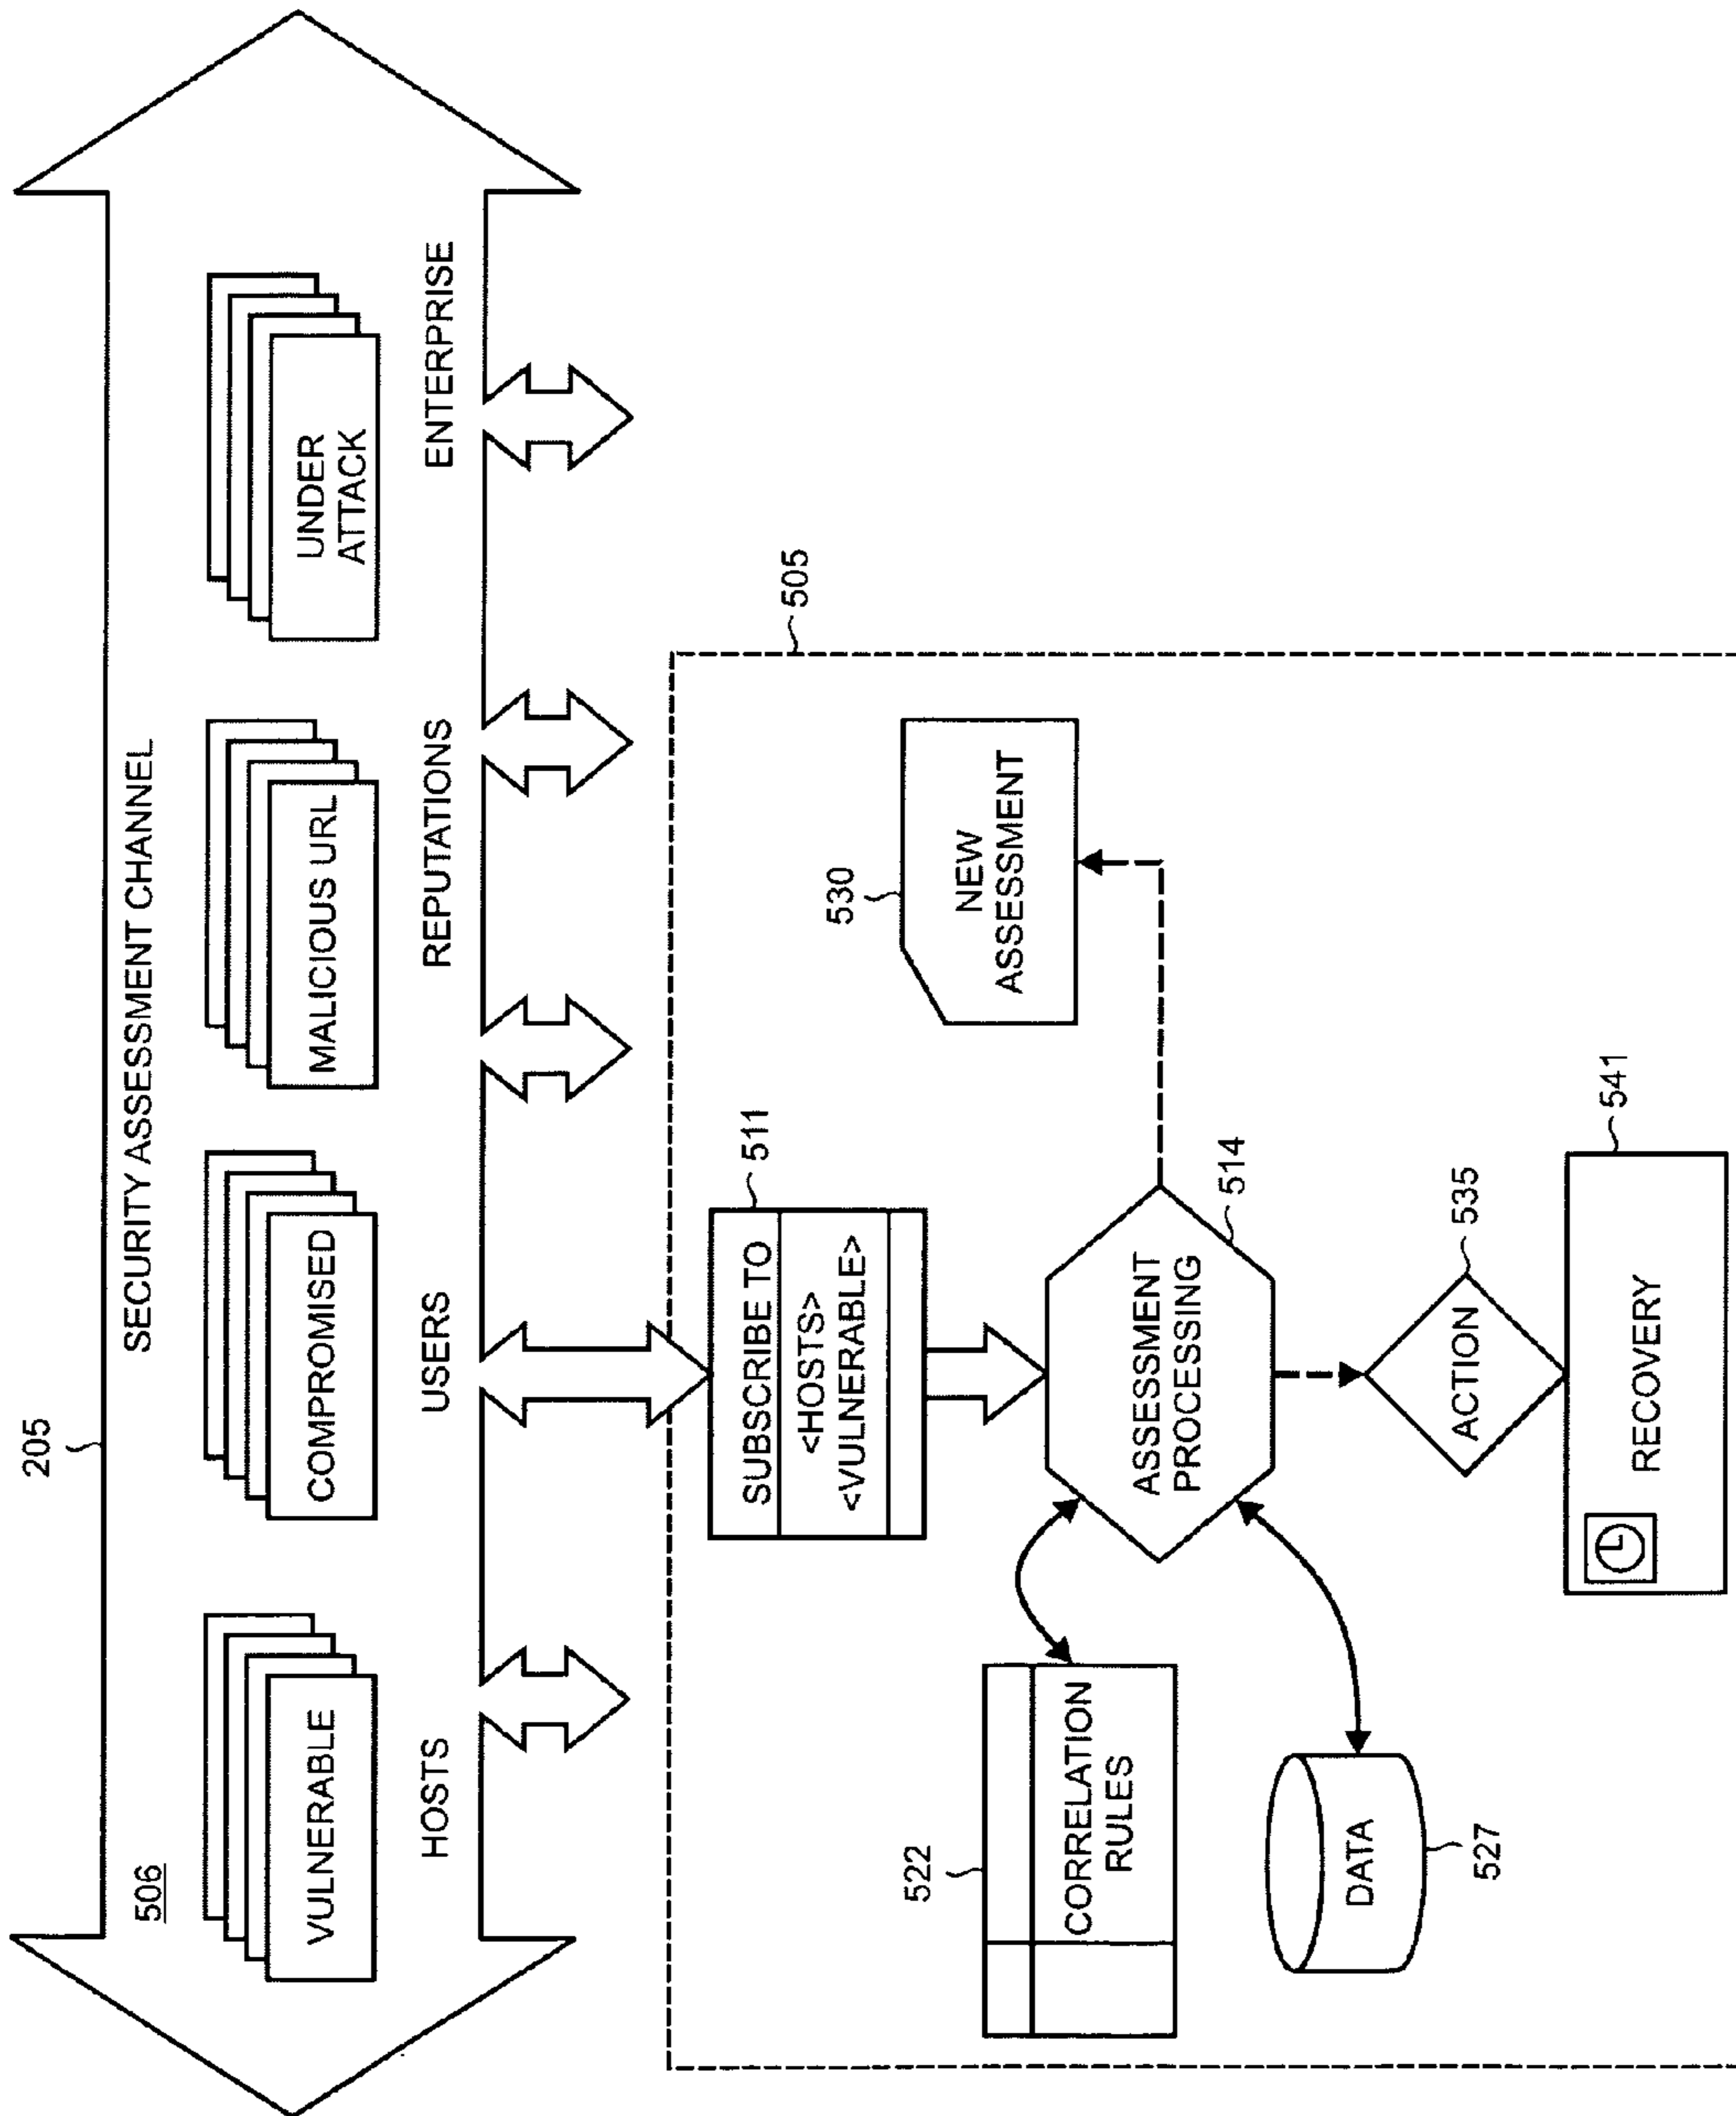 205
SECURITY ASSESSMENT CHANNEL
506
VULNERABLE
COMPROMISED
MALICIOUS URL
UNDER
ATTACK
HOSTS
USERS
REPUTATIONS
ENTERPRISE
505
511
SUBSCRIBE TO
<HOSTS>
<VULNERABLE>
530
NEW
ASSESSMENT
522
CORRELATION
RULES
ASSESSMENT
PROCESSING
514
DATA
527
ACTION
535
RECOVERY
541